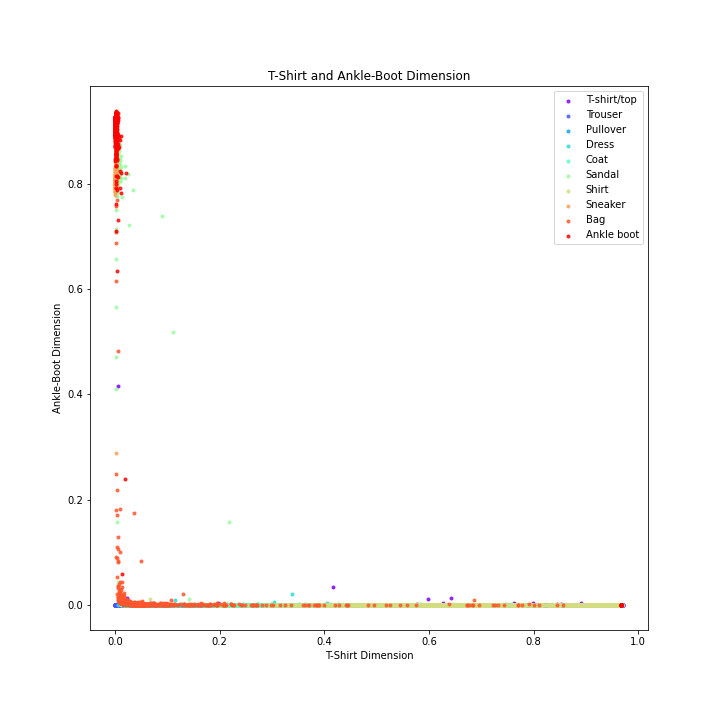 T-Shirt and Ankle-Boot Dimension
T-shirt/top
Trouser
Pullover
Dress
Coat
Sandal
Shirt
Sneaker
Bag
Ankle boot
Ankle-Boot Dimension
0.8
0.6
0.4
0.2
0.0
0.0
0.2
0.4
0.6
0.8
1.0
T-Shirt Dimension